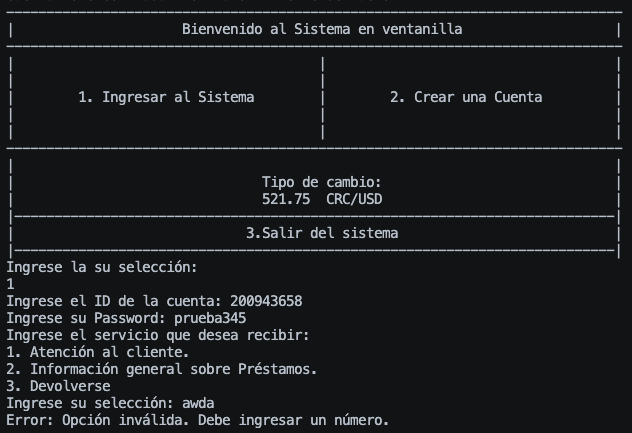 Bienvenido al Sistema en ventanilla
1. Ingresar al Sistema 2. Crear una Cuenta
Tipo de cambio:
521.75 CRC/USD
3.Salir del sistema
Ingrese la su selección:
1
Ingrese el ID de la cuenta: 200943658
Ingrese su Password: prueba345
Ingrese el servicio que desea recibir:
1. Atención al cliente.
2. Información general sobre Préstamos.
3. Devolverse
Ingrese su selección: awda
Error: Opción inválida. Debe ingresar un número.